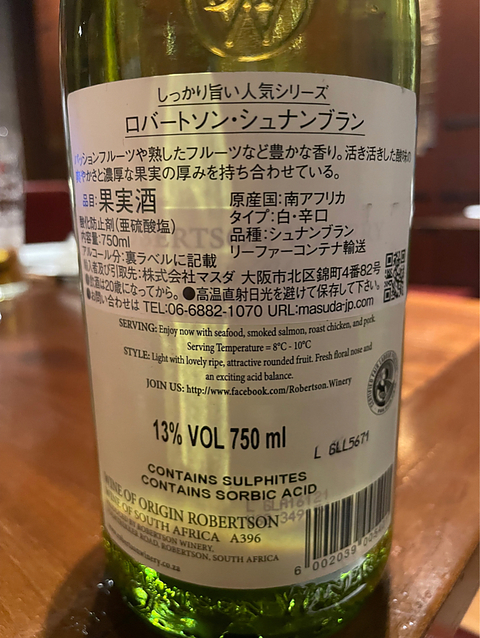 しっかり旨い人気シリーズ
ロバートソン・シュナンブラン
パッションフルーツや熟したフルーツなど豊かな香り。活き活きした酸味の
爽やかさと濃厚な果実の厚みを持ち合わせている。
品目:果実酒
酸化防止剤(亜硫酸塩)
内容量:750ml
アルコール分:裏ラベルに記載
原産国:南アフリカ
タイプ:白・辛口
品種:シュナンブラン
リーファーコンテナ輸送
輸入者及び引取先:株式会社マスダ 大阪市北区錦町4番82号
●飲酒は20歳になってから。●高温直射日光を避けて保存して下さい。
●お問い合わせは TEL:06-6882-1070 URL:masuda-jp.com
SERVING: Enjoy now with seafood, smoked salmon, roast chicken, and pork.
Serving Temperature = 8°C - 10°C
STYLE: Light with lovely ripe, attractive rounded fruit. Fresh floral nose and
an exciting acid balance.
JOIN US: http://www.facebook.com/Robertson.Winery
13% VOL 750 ml
L GLL5671
CONTAINS SULPHITES
CONTAINS SORBIC ACID
WINE OF ORIGIN ROBERTSON
WINE OF SOUTH AFRICA A396
ROBERTSON WINERY,
ROAD, ROBERTSON, SOUTH AFRICA
6 002039